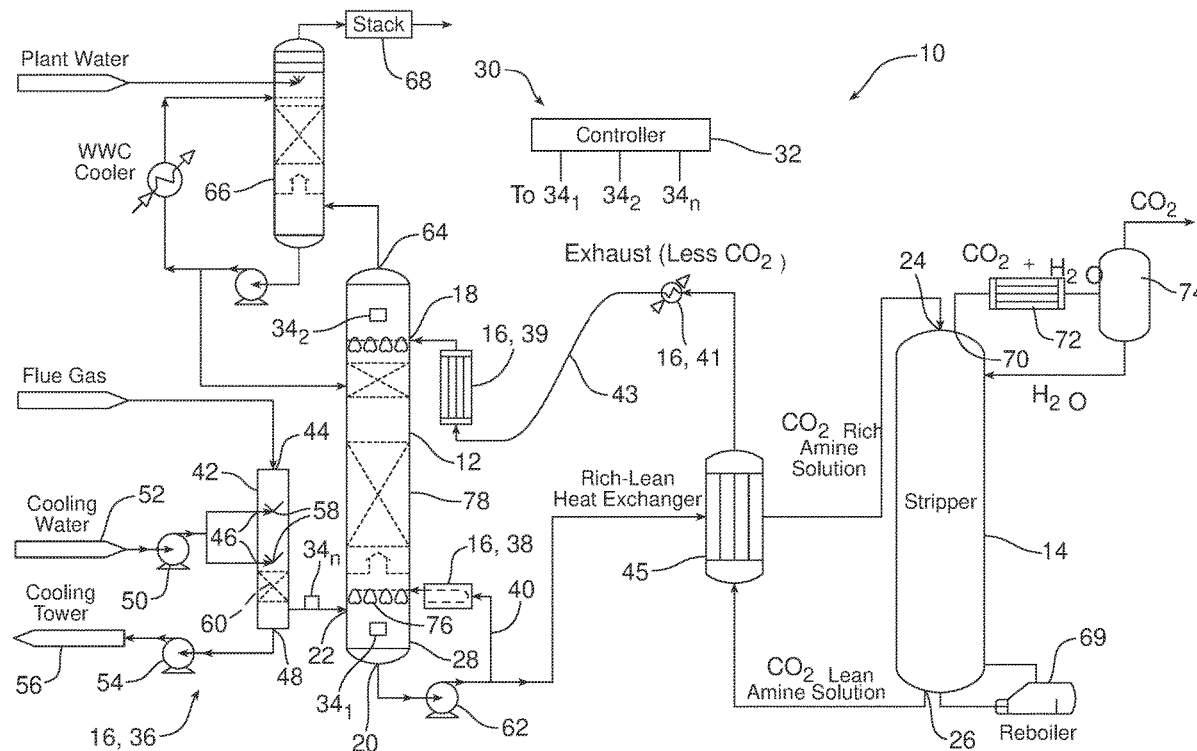 Stack
Plant Water
68
30
10
Controller
32
WWC
Cooler
66
To 34₁
34₂
34ₙ
CO₂
64
Exhaust (Less CO₂ )
CO₂ + H₂O
24
74
34₂
18
16, 39
16, 41
70
72
Flue Gas
43
H₂O
44
CO₂ Rich
Amine
Solution
42
12
Rich-Lean
Heat Exchanger
52
Cooling
Water
58
78
Stripper
46
34ₙ
16, 38
14
50
45
Cooling
Tower
60
76
40
22
28
69
56
54
48
34₁
CO₂ Lean
Amine Solution
62
16, 36
20
26
Reboiler